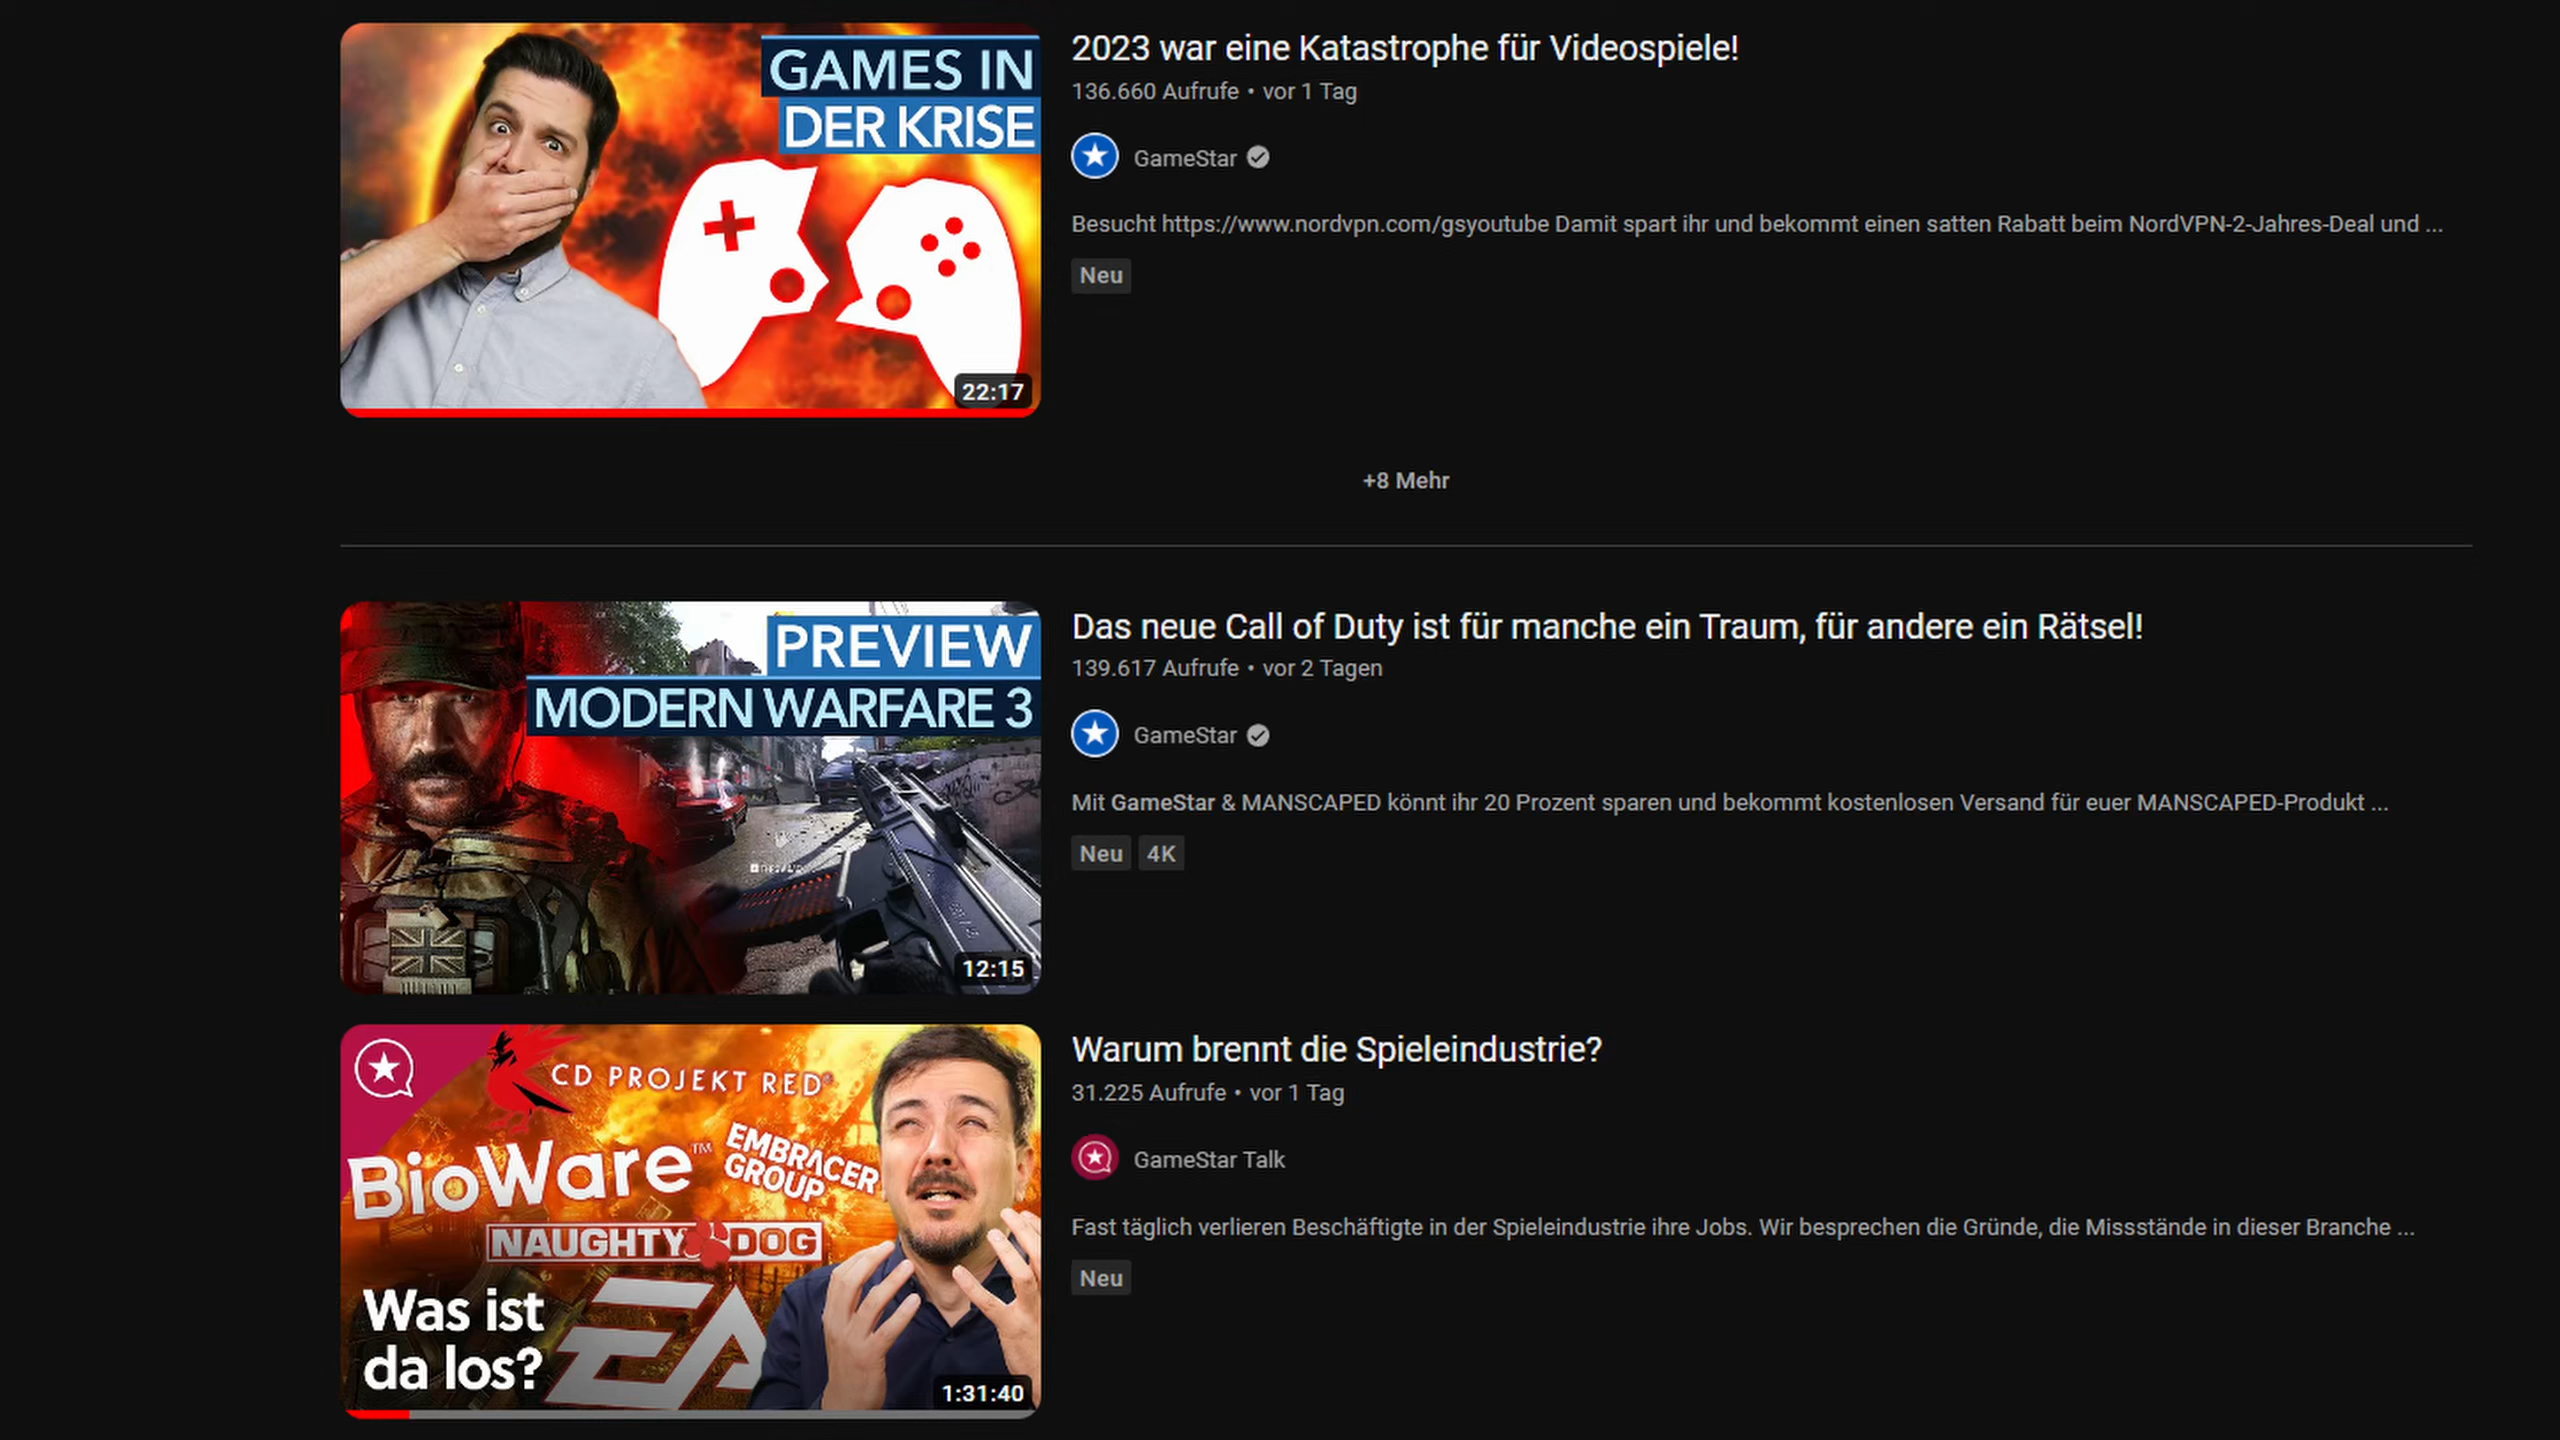 GAMES IN
DER KRISE
22:17
2023 war eine Katastrophe für Videospiele!
136.660 Aufrufe • vor 1 Tag
GameStar
Besucht https://www.nordvpn.com/gsyoutube Damit spart ihr und bekommt einen satten Rabatt beim NordVPN-2-Jahres-Deal und ...
Neu
+8 Mehr
PREVIEW
MODERN WARFARE 3
12:15
Das neue Call of Duty ist für manche ein Traum, für andere ein Rätsel!
139.617 Aufrufe • vor 2 Tagen
GameStar
Mit GameStar & MANSCAPED könnt ihr 20 Prozent sparen und bekommt kostenlosen Versand für euer MANSCAPED-Produkt ...
Neu 4K
CD PROJEKT RED®
BioWare™
EMBRACER
GROUP
NAUGHTY DOG
Was ist
da los?
EA
1:31:40
Warum brennt die Spieleindustrie?
31.225 Aufrufe • vor 1 Tag
GameStar Talk
Fast täglich verlieren Beschäftigte in der Spieleindustrie ihre Jobs. Wir besprechen die Gründe, die Missstände in dieser Branche ...
Neu